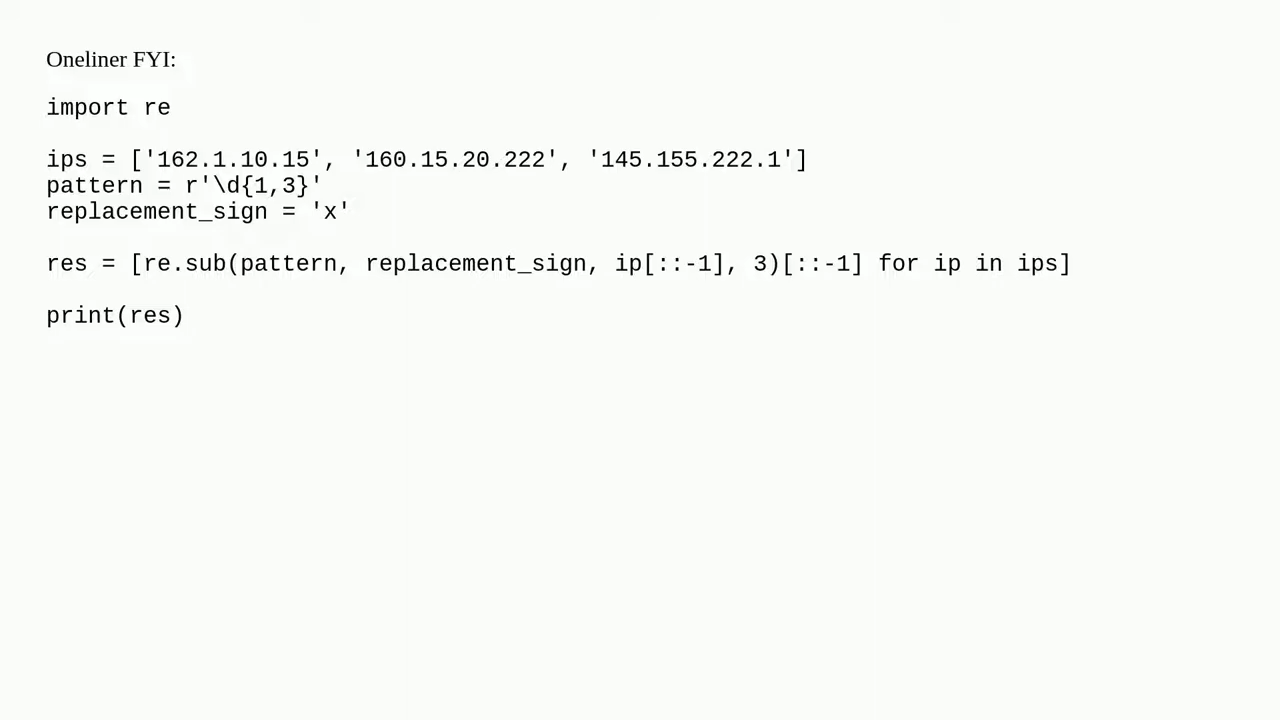 Oneliner FYI:
import re
ips = ['162.1.10.15', '160.15.20.222', '145.155.222.1']
pattern = r'\d{1,3}'
replacement_sign = 'x'
res = [re.sub(pattern, replacement_sign, ip[::-1], 3)[::-1] for ip in ips]
print(res)